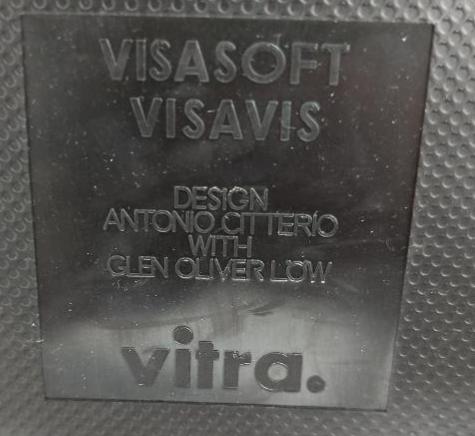 VISASOFT
VISAVIS
DESIGN
ANTONIO CITTERIO
WITH
GLEN OLIVER LÖW
vitra.